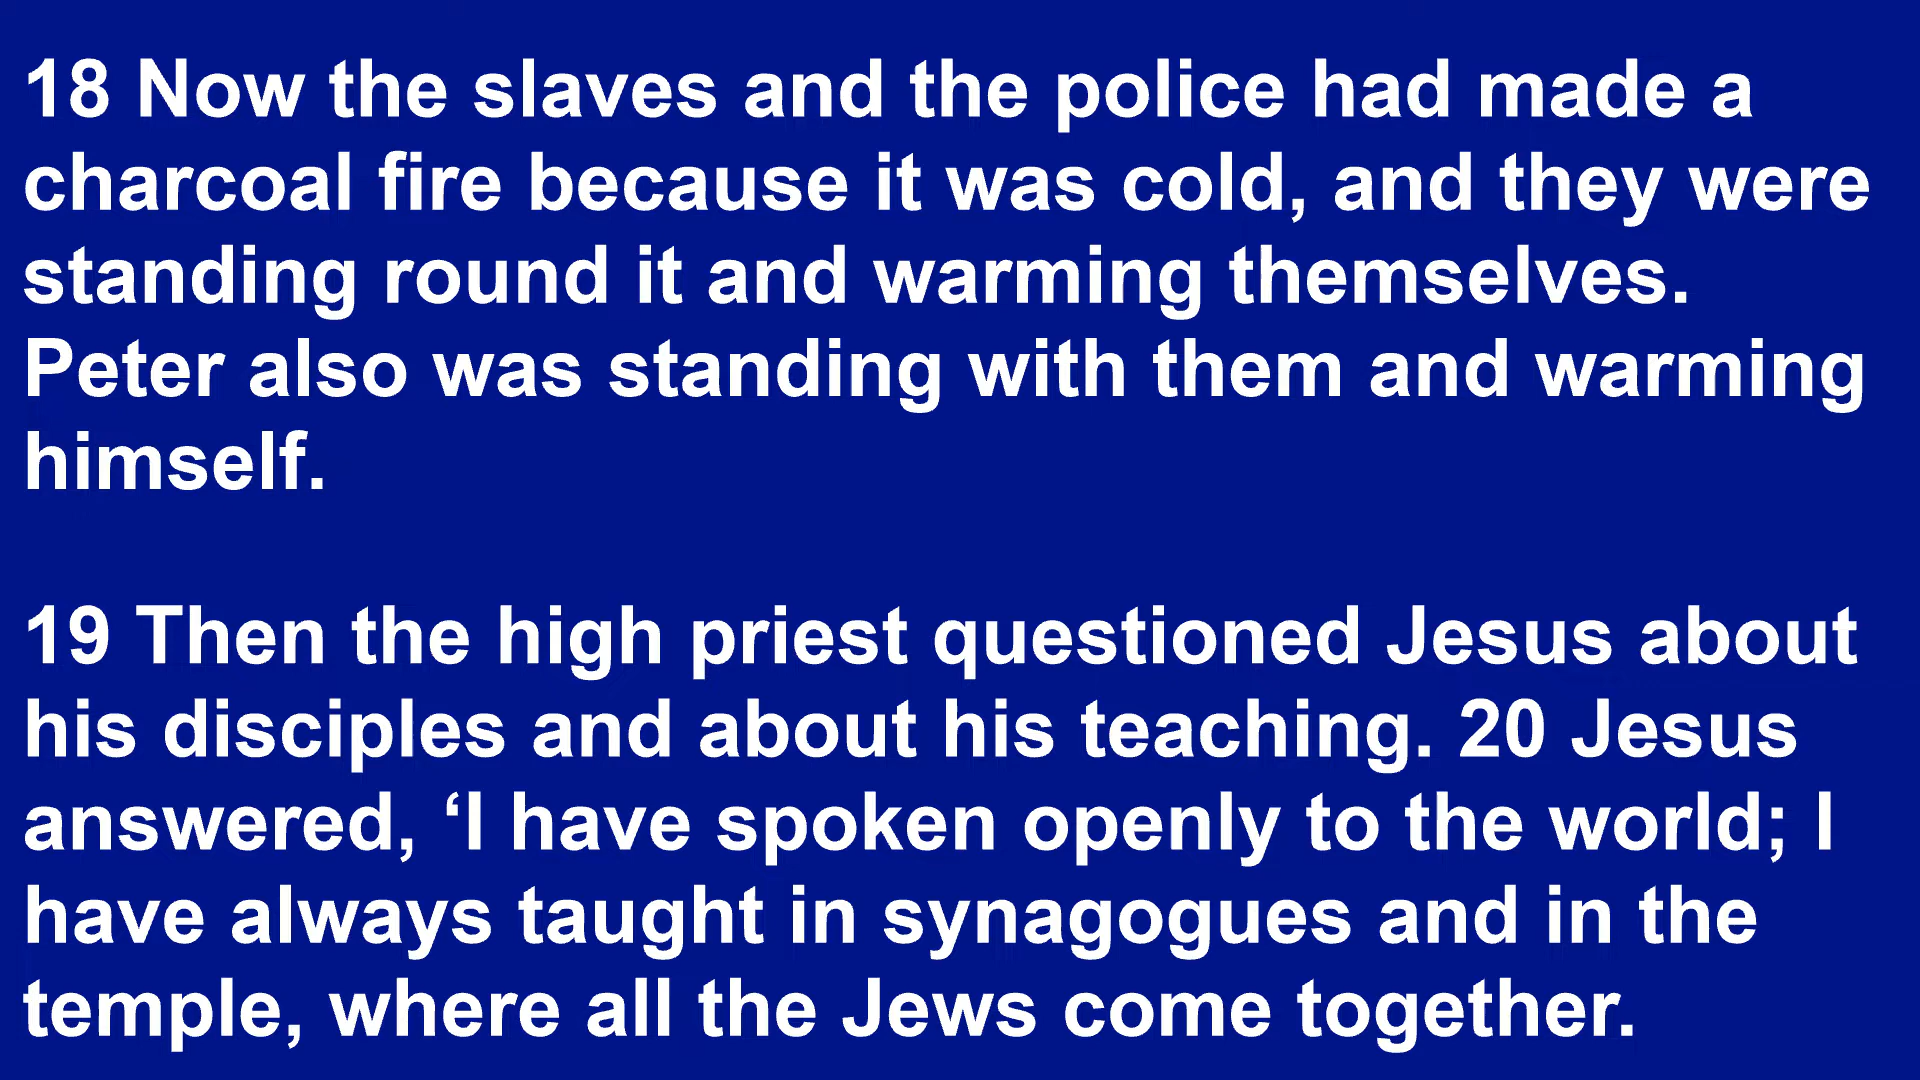 18 Now the slaves and the police had made a
charcoal fire because it was cold, and they were
standing round it and warming themselves.
Peter also was standing with them and warming
himself.
19 Then the high priest questioned Jesus about
his disciples and about his teaching. 20 Jesus
answered, ‘I have spoken openly to the world; I
have always taught in synagogues and in the
temple, where all the Jews come together.